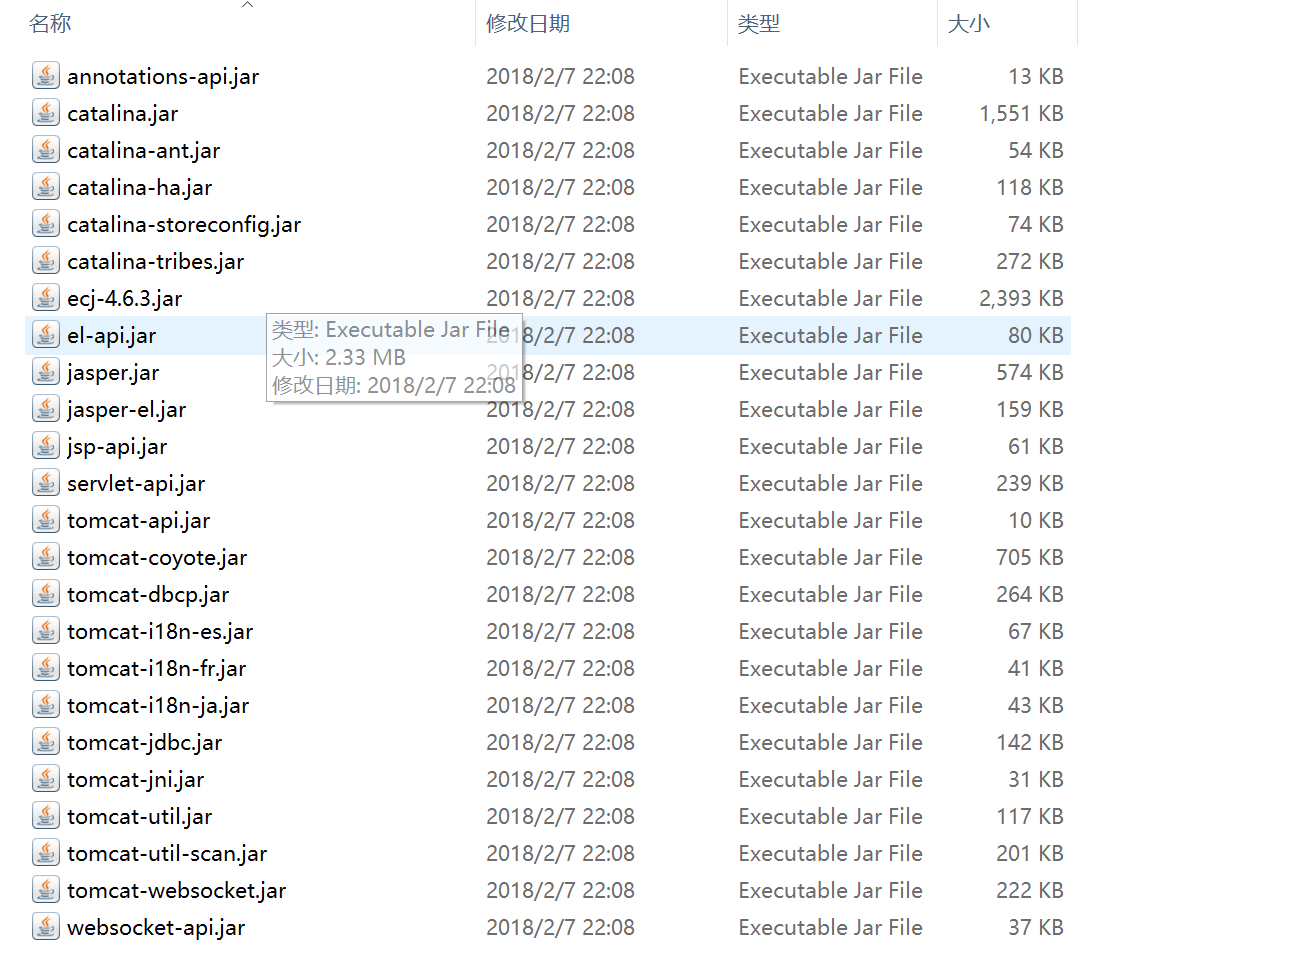 名称 修改日期 类型 大小
annotations-api.jar 2018/2/7 22:08 Executable Jar File 13 KB
catalina.jar 2018/2/7 22:08 Executable Jar File 1,551 KB
catalina-ant.jar 2018/2/7 22:08 Executable Jar File 54 KB
catalina-ha.jar 2018/2/7 22:08 Executable Jar File 118 KB
catalina-storeconfig.jar 2018/2/7 22:08 Executable Jar File 74 KB
catalina-tribes.jar 2018/2/7 22:08 Executable Jar File 272 KB
ecj-4.6.3.jar 2018/2/7 22:08 Executable Jar File 2,393 KB
el-api.jar 2018/2/7 22:08 Executable Jar File 80 KB
类型: Executable Jar File
大小: 2.33 MB
修改日期: 2018/2/7 22:08
jasper.jar 2018/2/7 22:08 Executable Jar File 574 KB
jasper-el.jar 2018/2/7 22:08 Executable Jar File 159 KB
jsp-api.jar 2018/2/7 22:08 Executable Jar File 61 KB
servlet-api.jar 2018/2/7 22:08 Executable Jar File 239 KB
tomcat-api.jar 2018/2/7 22:08 Executable Jar File 10 KB
tomcat-coyote.jar 2018/2/7 22:08 Executable Jar File 705 KB
tomcat-dbcp.jar 2018/2/7 22:08 Executable Jar File 264 KB
tomcat-i18n-es.jar 2018/2/7 22:08 Executable Jar File 67 KB
tomcat-i18n-fr.jar 2018/2/7 22:08 Executable Jar File 41 KB
tomcat-i18n-ja.jar 2018/2/7 22:08 Executable Jar File 43 KB
tomcat-jdbc.jar 2018/2/7 22:08 Executable Jar File 142 KB
tomcat-jni.jar 2018/2/7 22:08 Executable Jar File 31 KB
tomcat-util.jar 2018/2/7 22:08 Executable Jar File 117 KB
tomcat-util-scan.jar 2018/2/7 22:08 Executable Jar File 201 KB
tomcat-websocket.jar 2018/2/7 22:08 Executable Jar File 222 KB
websocket-api.jar 2018/2/7 22:08 Executable Jar File 37 KB